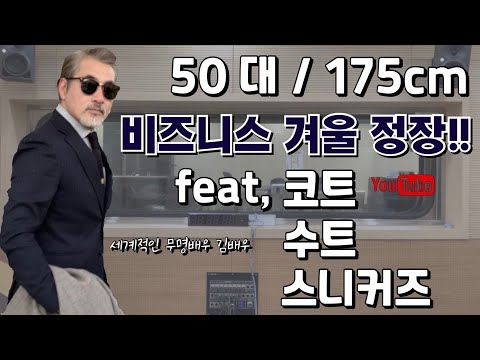 50 대 / 175cm
비즈니스 겨울 정장!!
feat, 코트
YouTube
수트
세계적인 무명배우 김배우
스니커즈